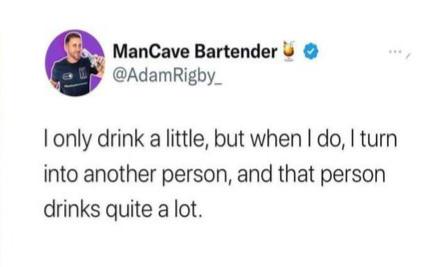 ManCave Bartender
@AdamRigby_
I only drink a little, but when I do, I turn
into another person, and that person
drinks quite a lot.